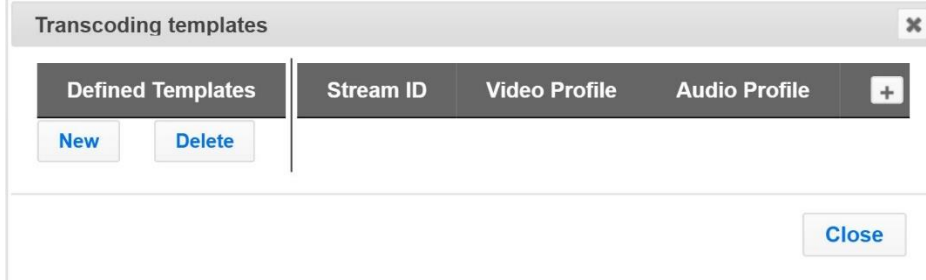 Transcoding templates
Defined Templates Stream ID Video Profile Audio Profile +
New Delete
Close